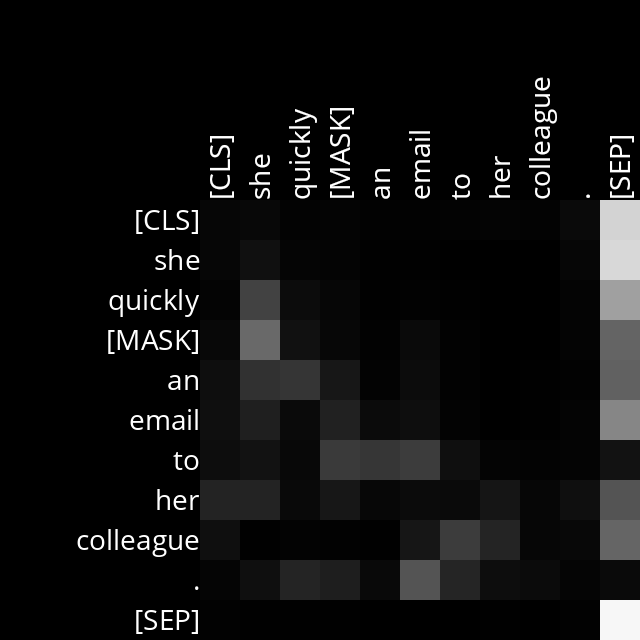 [CLS]
she
quickly
[MASK]
an
email
to
her
colleague
.
[SEP]
[CLS]
she
quickly
[MASK]
an
email
to
her
colleague
.
[SEP]